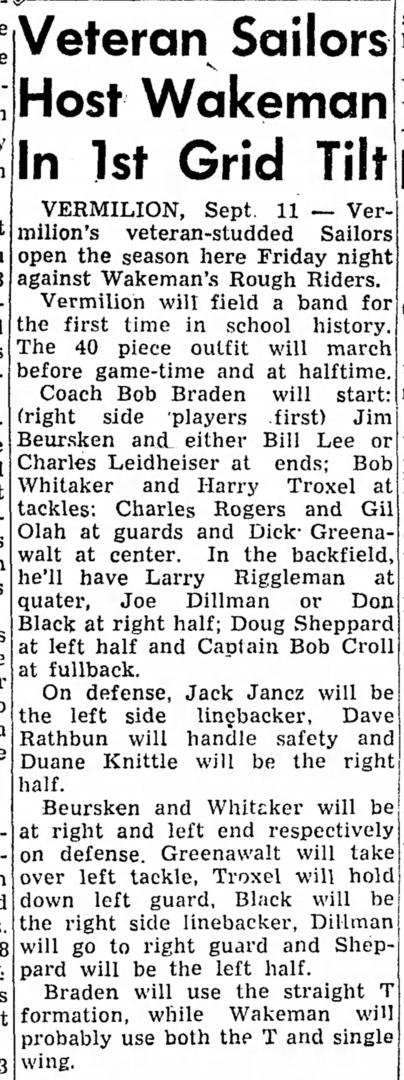 Veteran Sailors
Host Wakeman
In 1st Grid Tilt
VERMILION, Sept. 11 — Ver-
milion's veteran-studded Sailors
open the season here Friday night
against Wakeman's Rough Riders.
Vermilion will field a band for
the first time in school history.
The 40 piece outfit will march
before game-time and at halftime.
Coach Bob Braden will start:
(right side players first) Jim
Beursken and either Bill Lee or
Charles Leidheiser at ends; Bob
Whitaker and Harry Troxel at
tackles: Charles Rogers and Gil
Olah at guards and Dick Greena-
walt at center. In the backfield,
he'll have Larry Riggleman at
quater, Joe Dillman or Don
Black at right half; Doug Sheppard
at left half and Captain Bob Croll
at fullback.
On defense, Jack Jancz will be
the left side linebacker, Dave
Rathbun will handle safety and
Duane Knittle will be the right
half.
Beursken and Whitaker will be
at right and left end respectively
on defense. Greenawalt will take
over left tackle, Troxel will hold
down left guard, Black will be
the right side linebacker, Dillman
will go to right guard and Shep-
pard will be the left half.
Braden will use the straight T
formation, while Wakeman will
probably use both the T and single
wing.